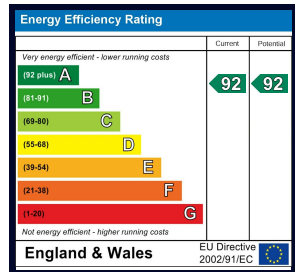 Energy Efficiency Rating
Current Potential
Very energy efficient - lower running costs
(92 plus) A
92 92
(81-91) B
(69-80) C
(55-68) D
(39-54) E
(21-38) F
(1-20) G
Not energy efficient - higher running costs
England & Wales
EU Directive
2002/91/EC